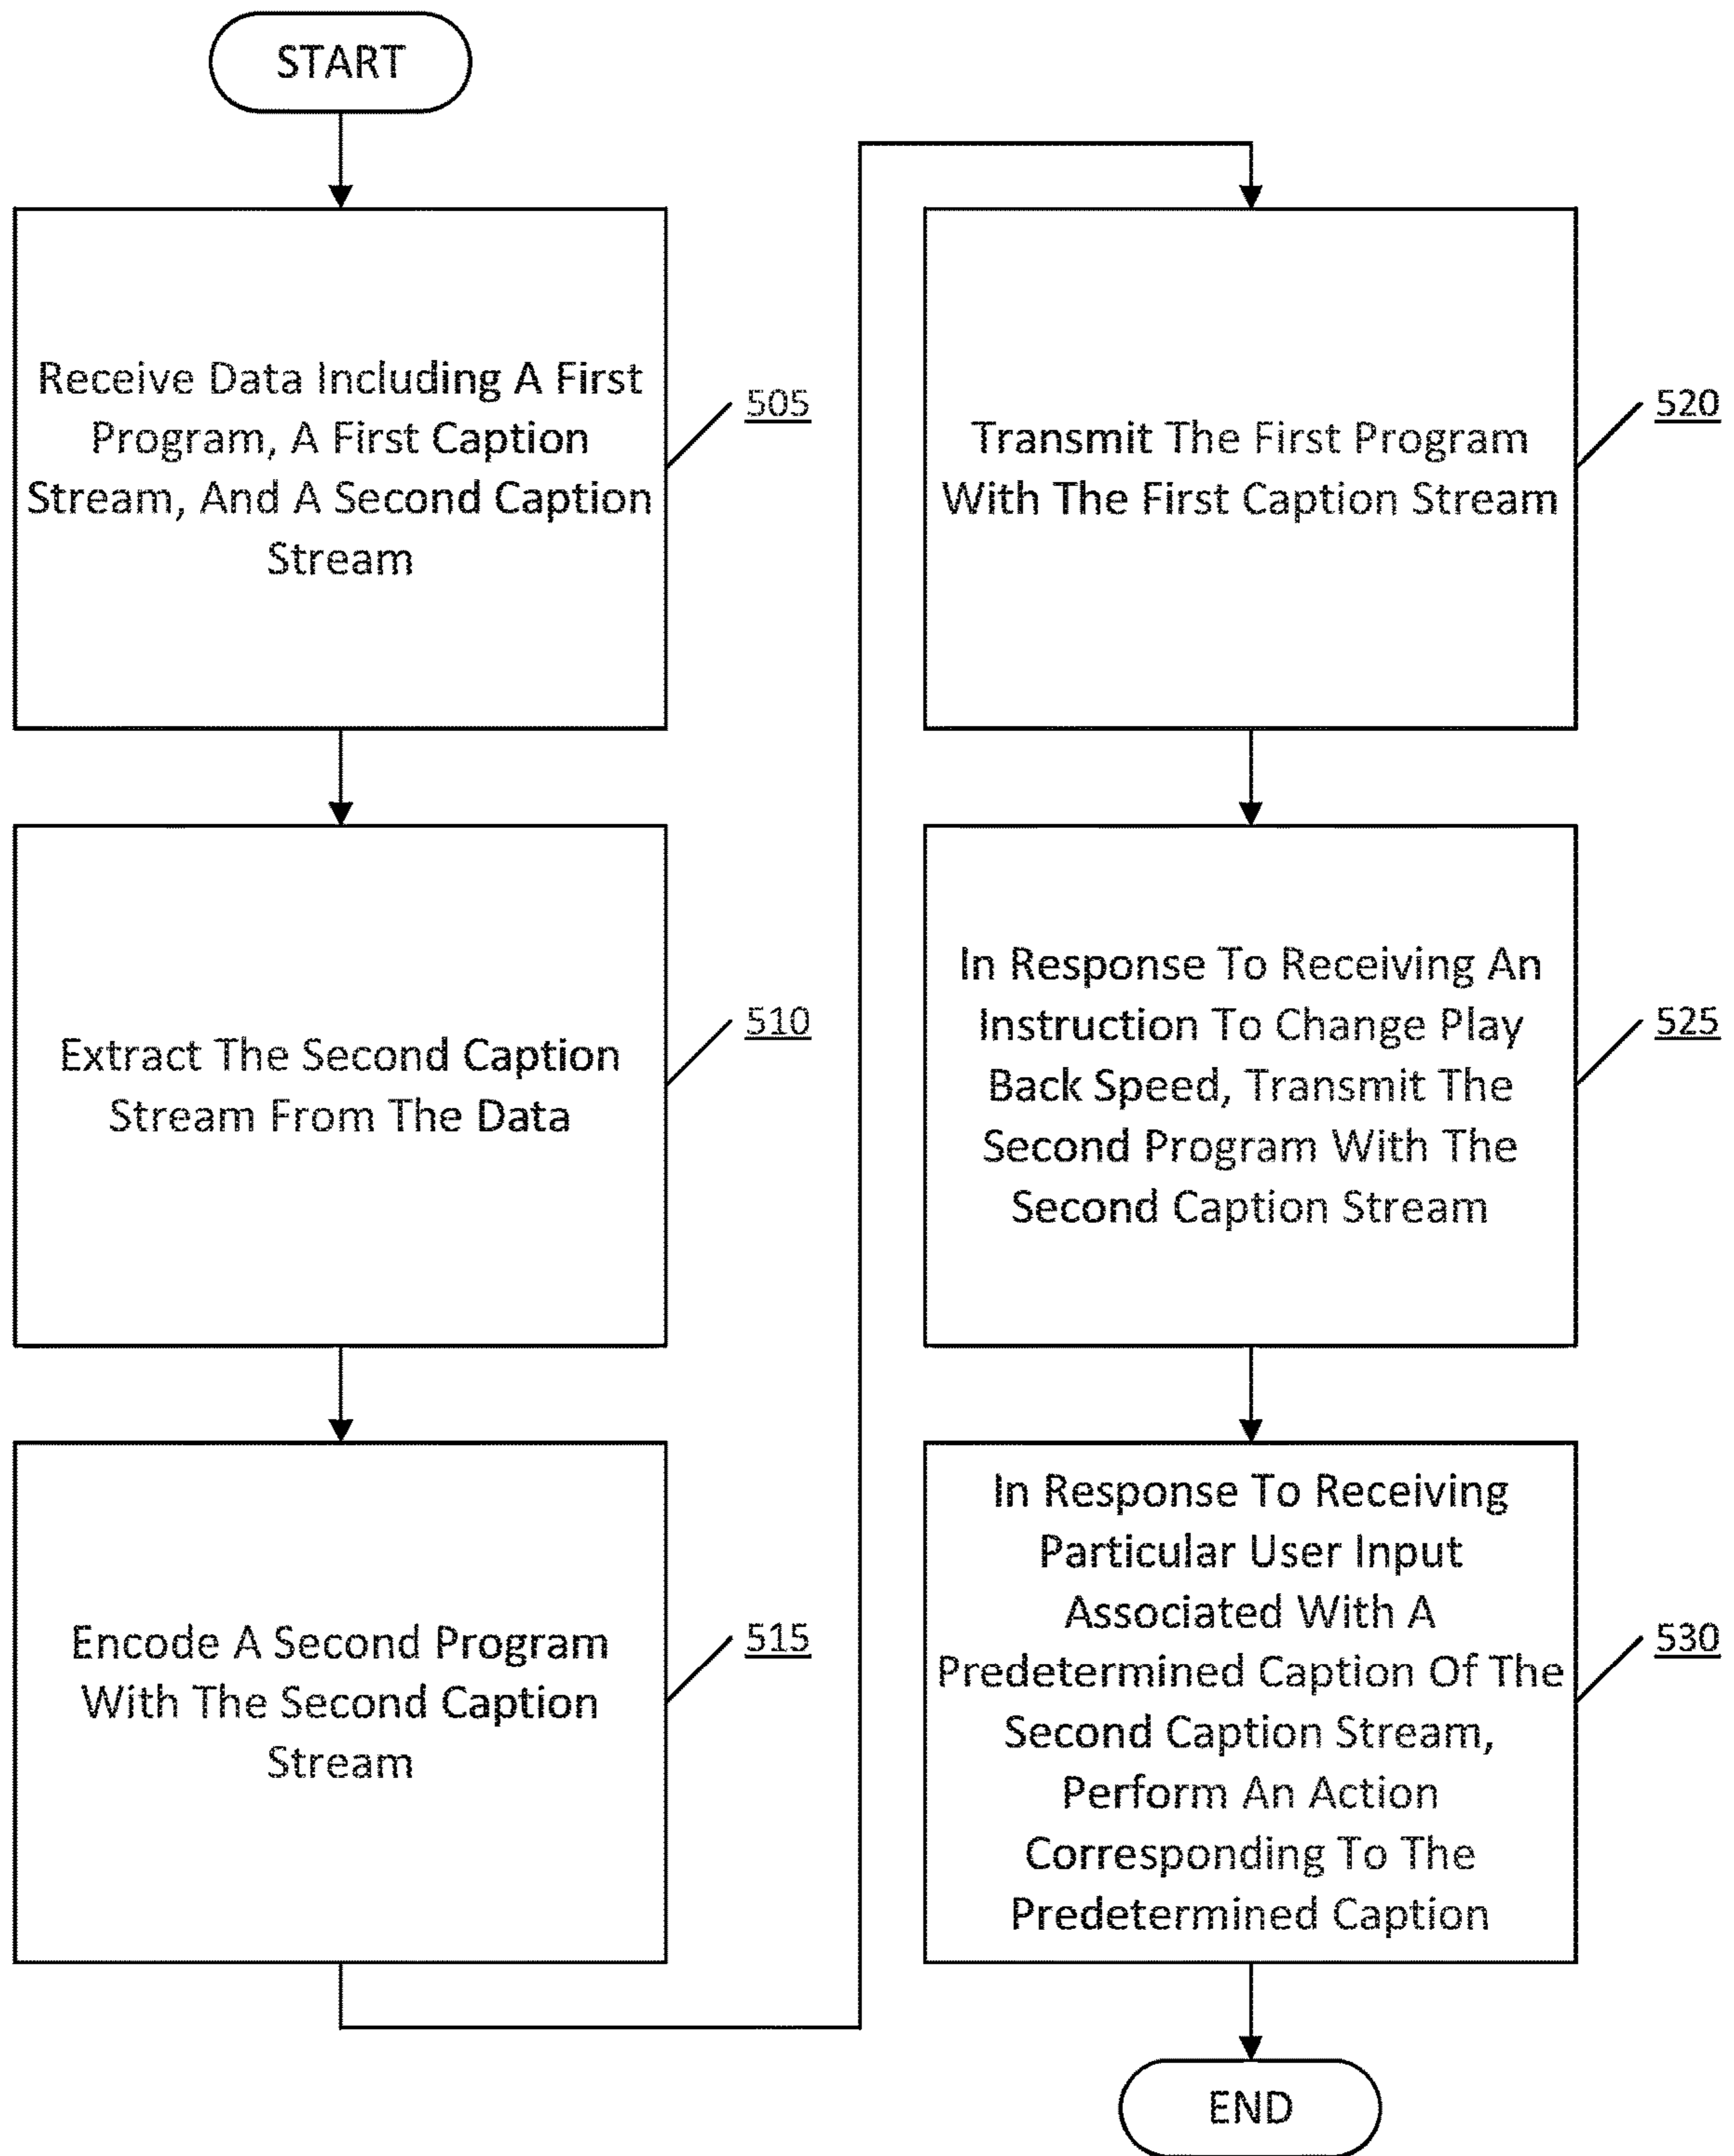 START
Receive Data Including A First
Program, A First Caption
Stream, And A Second Caption
Stream
505
Extract The Second Caption
Stream From The Data
510
Encode A Second Program
With The Second Caption
Stream
515
Transmit The First Program
With The First Caption Stream
520
In Response To Receiving An
Instruction To Change Play
Back Speed, Transmit The
Second Program With The
Second Caption Stream
525
In Response To Receiving
Particular User Input
Associated With A
Predetermined Caption Of The
Second Caption Stream,
Perform An Action
Corresponding To The
Predetermined Caption
530
END